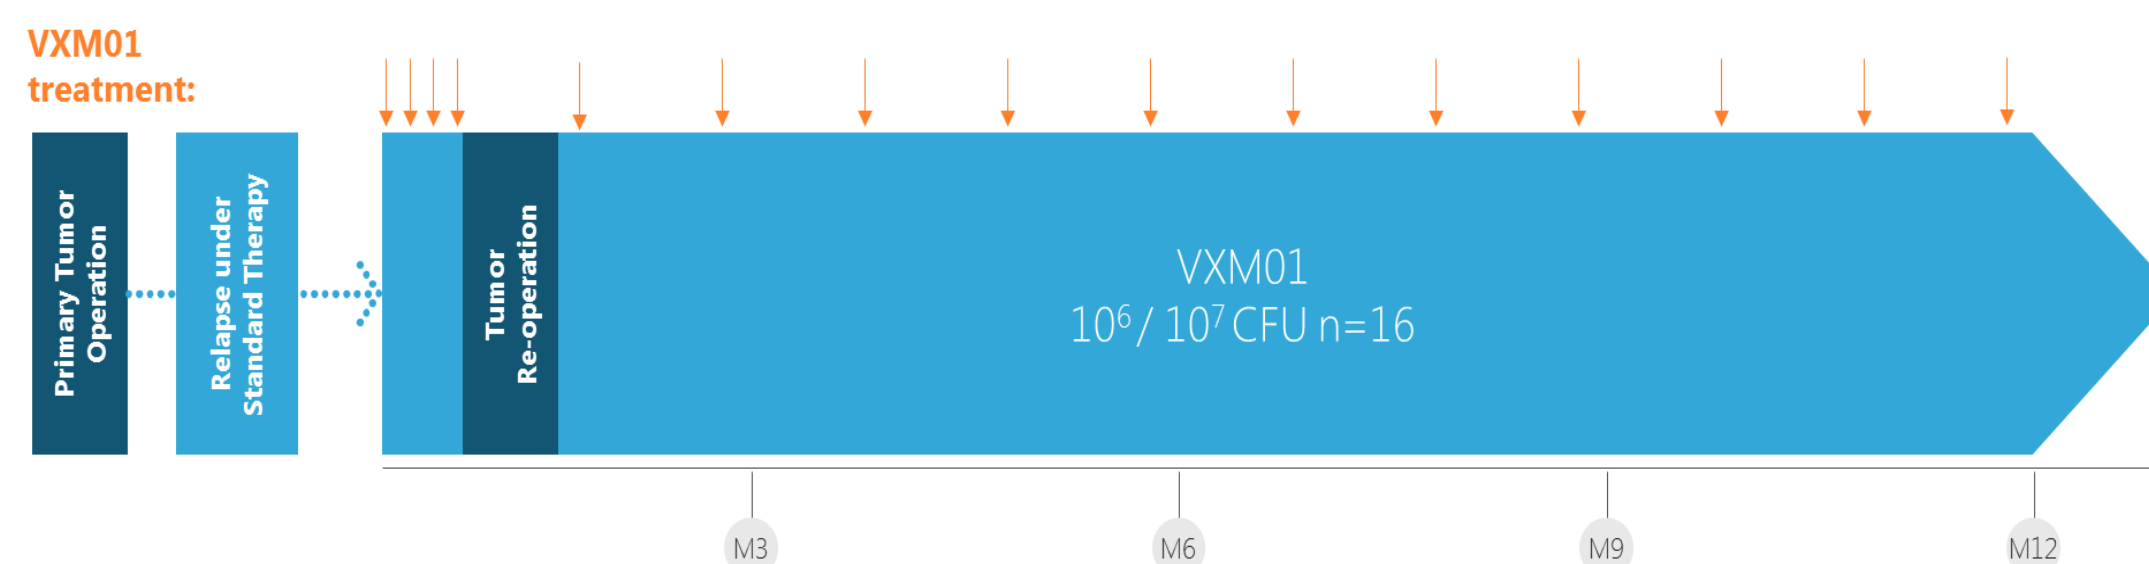 VXM01
treatment:
Primary Tumor
Operation
Relapse under
Standard Therapy
Tumor
Re-operation
VXM01
10⁶/ 10⁷ CFU n=16
M3
M6
M9
M12